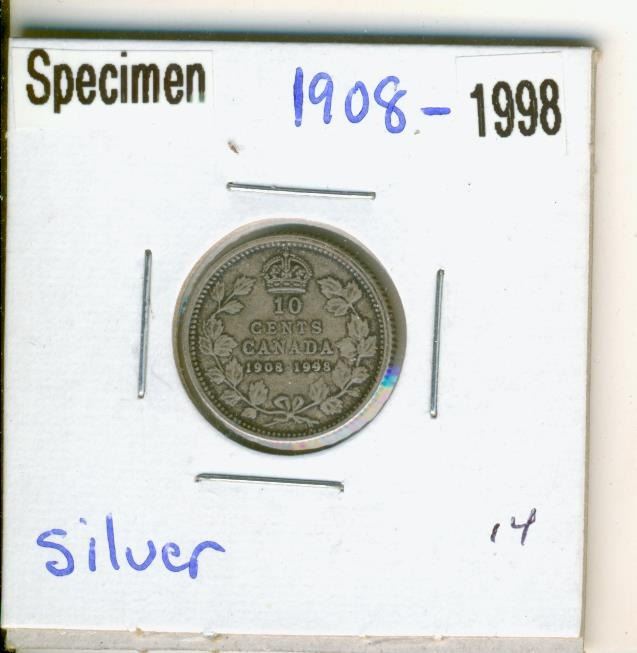 Specimen 1908 - 1998
10
CENTS
CANADA
1908-1998
silver
.14